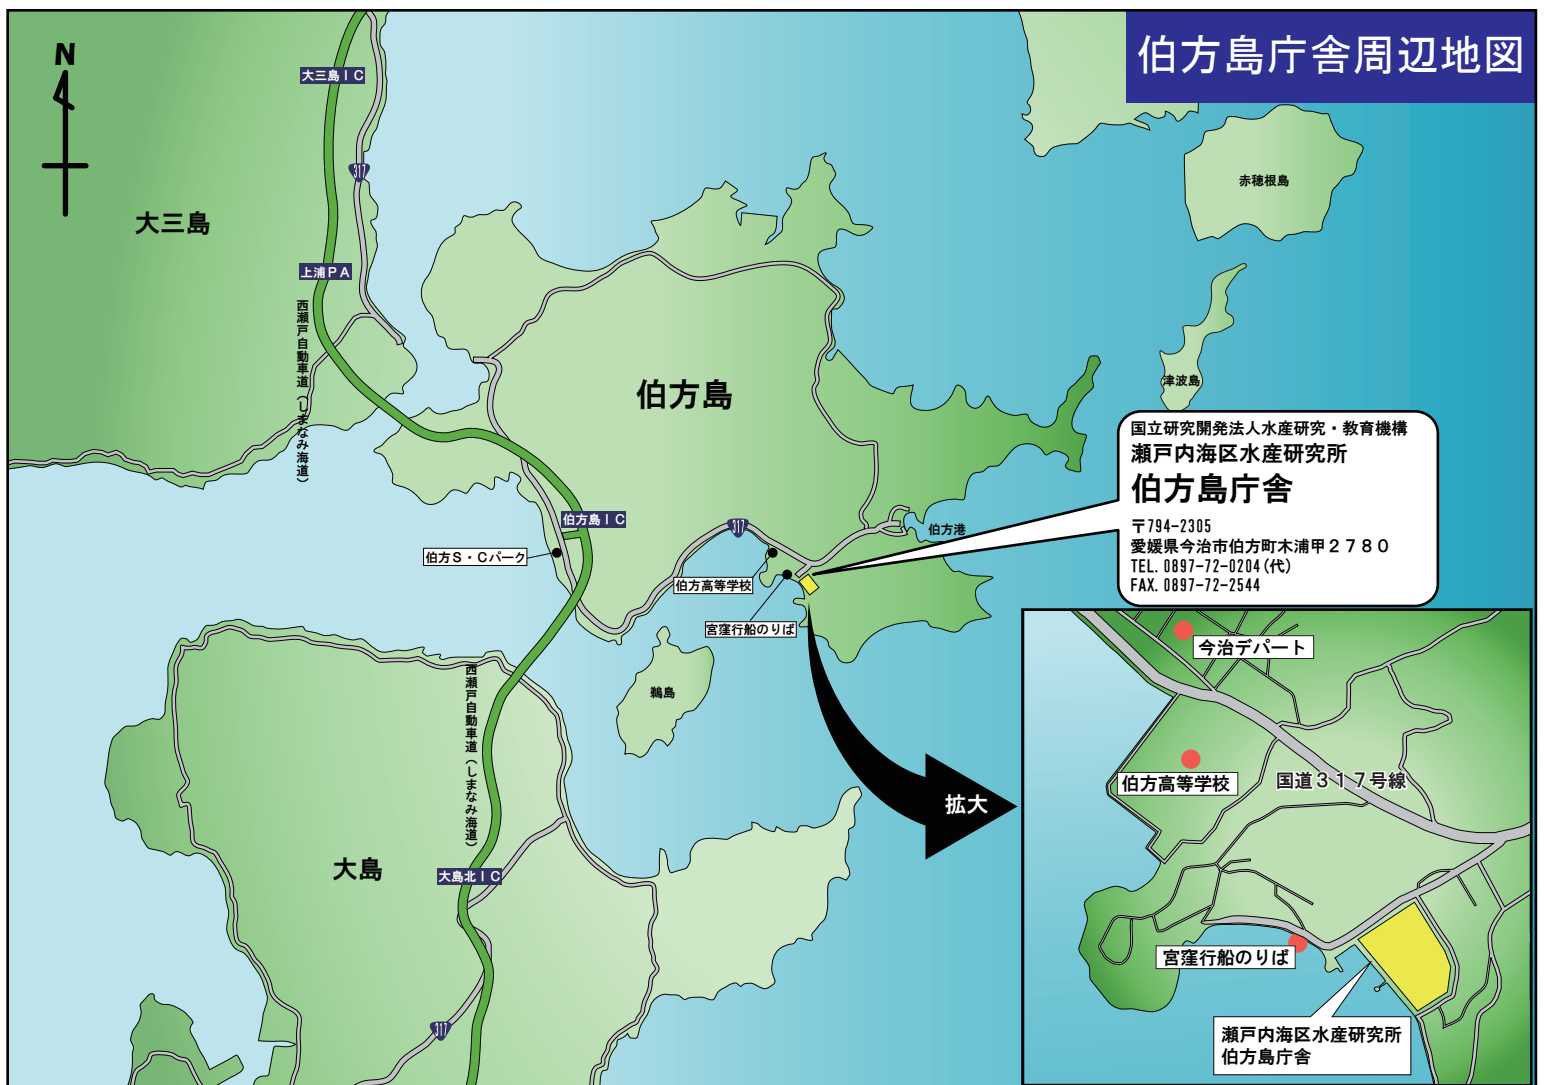 伯方島庁舎周辺地図
N
大三島ＩＣ
317
大三島
上浦ＰＡ
西瀬戸自動車道（しまなみ海道）
赤穂根島
津波島
伯方島
国立研究開発法人水産研究・教育機構
瀬戸内海区水産研究所
伯方島庁舎
〒794-2305
愛媛県今治市伯方町木浦甲２７８０
TEL. 0897-72-0204(代)
FAX. 0897-72-2544
伯方島ＩＣ
317
伯方港
伯方Ｓ・Ｃパーク
伯方高等学校
宮窪行船のりば
鵜島
西瀬戸自動車道（しまなみ海道）
拡大
大島
大島北ＩＣ
317
今治デパート
伯方高等学校
国道３１７号線
宮窪行船のりば
瀬戸内海区水産研究所
伯方島庁舎